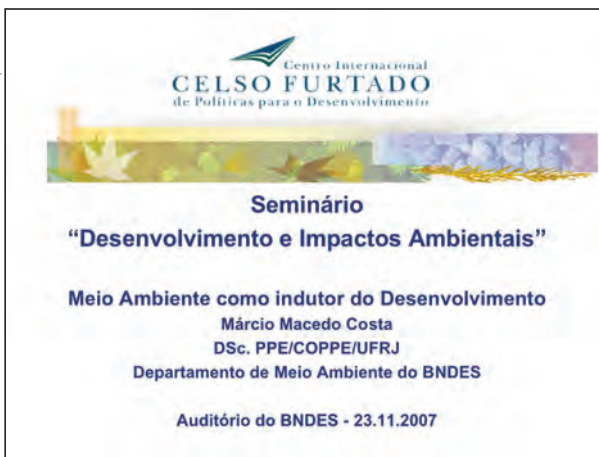 Centro Internacional
CELSO FURTADO
de Políticas para o Desenvolvimento
Seminário
“Desenvolvimento e Impactos Ambientais”
Meio Ambiente como indutor do Desenvolvimento
Márcio Macedo Costa
DSc. PPE/COPPE/UFRJ
Departamento de Meio Ambiente do BNDES
Auditório do BNDES - 23.11.2007